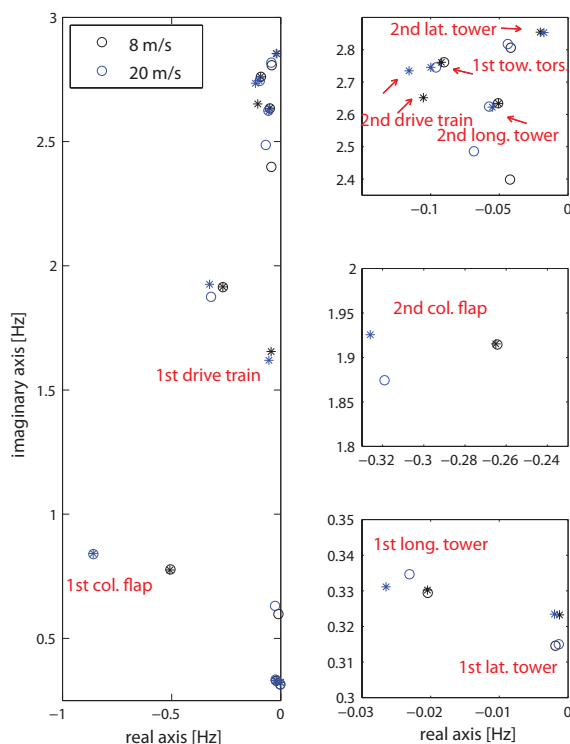 3
2.5
2
1.5
1
0.5
−1
−0.5
0
real axis [Hz]
imaginary axis [Hz]
8 m/s
20 m/s
1st drive train
1st col. flap
2.8
2.7
2.6
2.5
2.4
−0.1
−0.05
0
2nd lat. tower
1st tow. tors.
2nd drive train
2nd long. tower
2
1.95
1.9
1.85
1.8
−0.32
−0.3
−0.28
−0.26
−0.24
2nd col. flap
0.35
0.34
0.33
0.32
0.31
0.3
−0.03
−0.02
−0.01
0
real axis [Hz]
1st long. tower
1st lat. tower